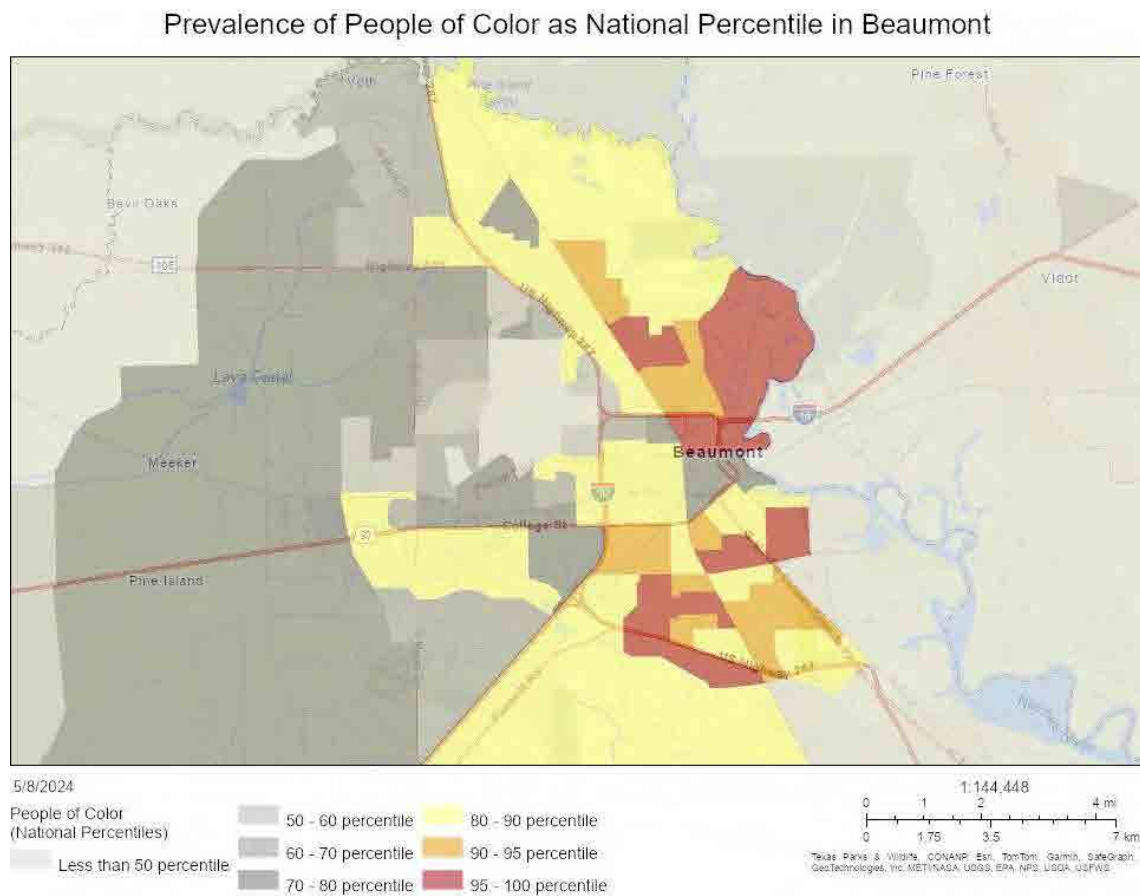 Prevalence of People of Color as National Percentile in Beaumont
Pine Forest
Bevil Oaks
105
Vidor
US Highway 287
Meeker
Beaumont
10
10
College St
Pine Island
US Highway 287
5/8/2024
People of Color
(National Percentiles)
Less than 50 percentile
50 - 60 percentile
60 - 70 percentile
70 - 80 percentile
80 - 90 percentile
90 - 95 percentile
95 - 100 percentile
1:144,448
0 1 2 4 mi
0 1.75 3.5 7 km
Texas Parks & Wildlife, CONANP, Esri, TomTom, Garmin, SafeGraph,
GeoTechnologies, Inc, METI/NASA, USGS, EPA, NPS, USDA, USFWS